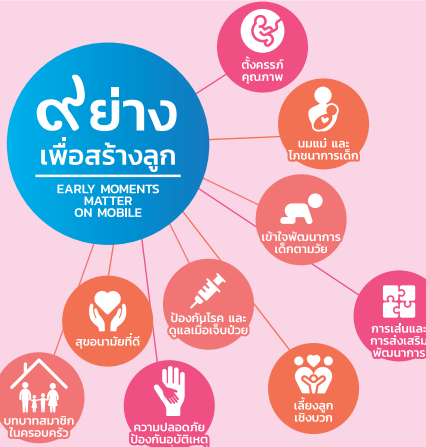 ๙ย่าง
เพื่อสร้างลูก
EARLY MOMENTS
MATTER
ON MOBILE
ตั้งครรภ์
คุณภาพ
นมแม่ และ
โภชนาการเด็ก
เข้าใจพัฒนาการ
เด็กตามวัย
การเล่นและ
การส่งเสริม
พัฒนาการ
เลี้ยงลูก
เชิงบวก
ป้องกันโรค และ
ดูแลเมื่อเจ็บป่วย
ความปลอดภัย
ป้องกันอุบัติเหตุ
สุขอนามัยที่ดี
บทบาทสมาชิก
ในครอบครัว